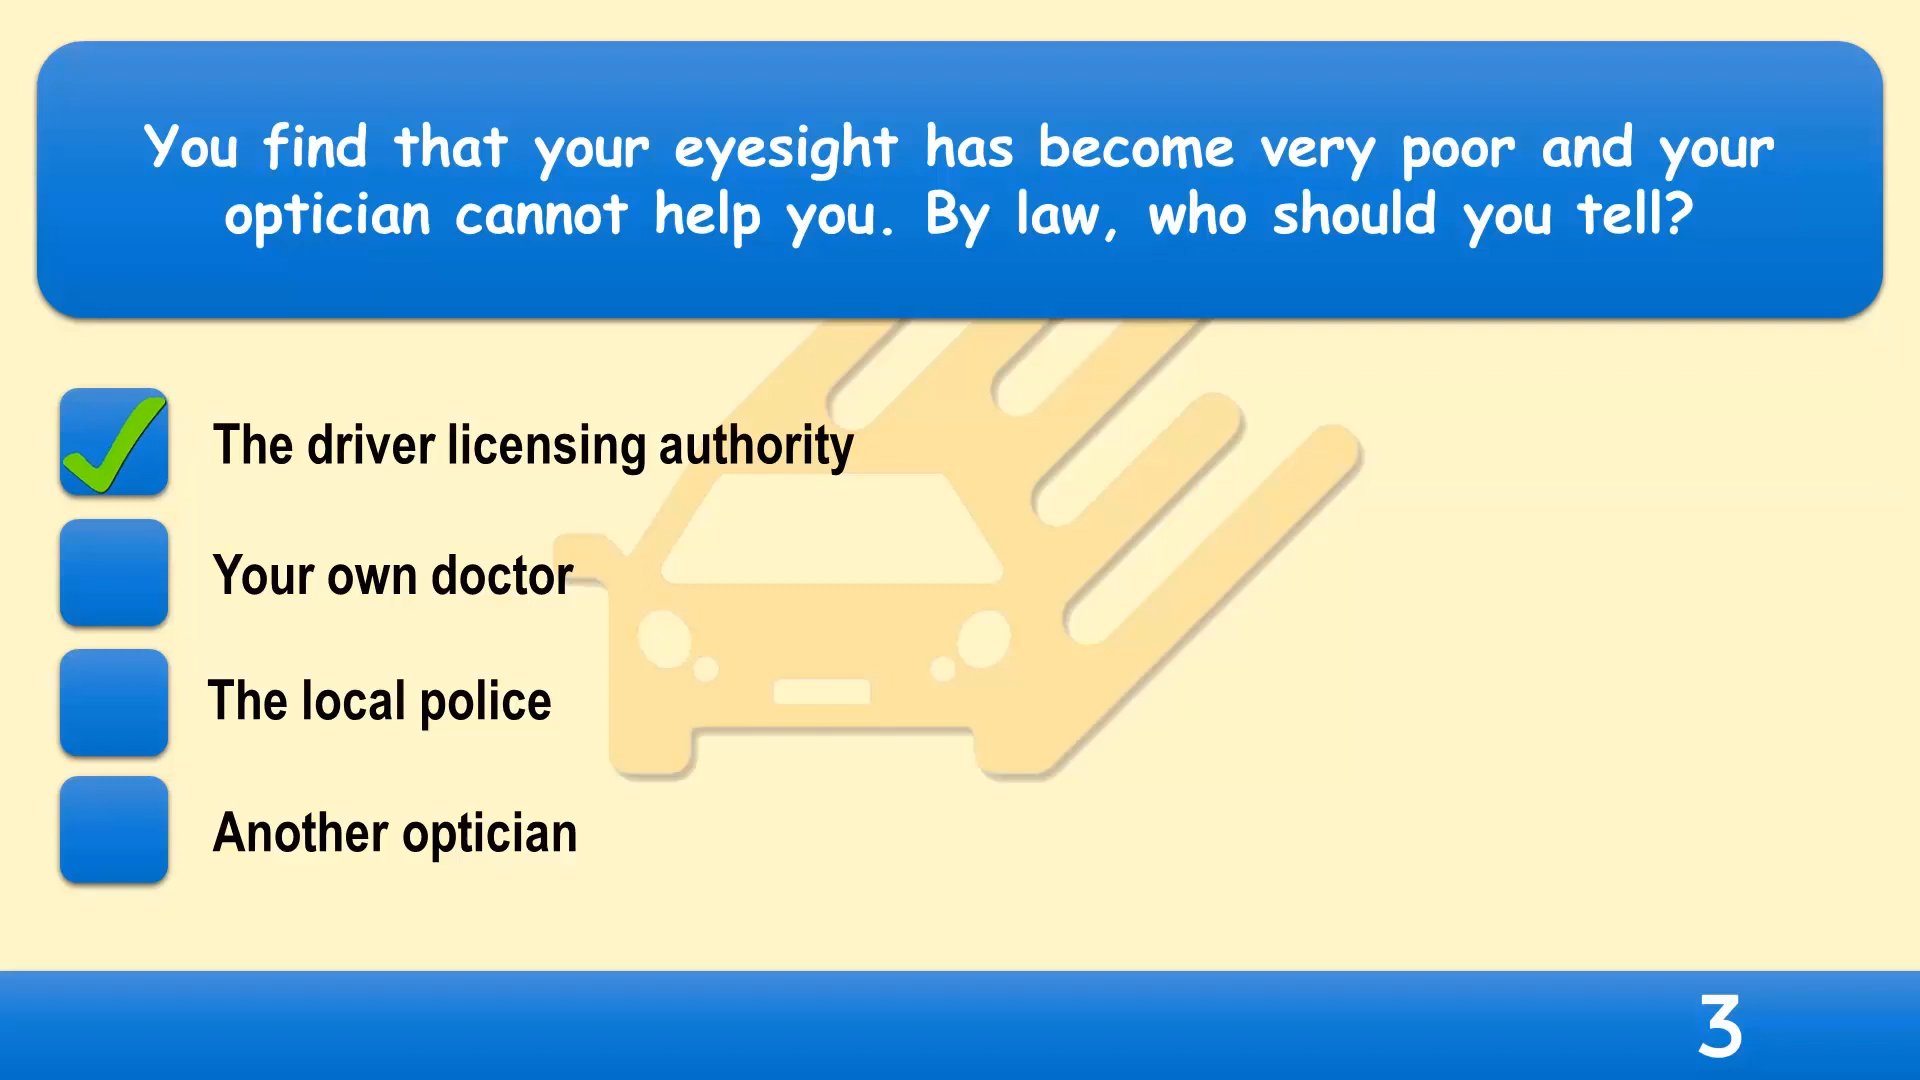 You find that your eyesight has become very poor and your
optician cannot help you. By law, who should you tell?
The driver licensing authority
Your own doctor
The local police
Another optician
3